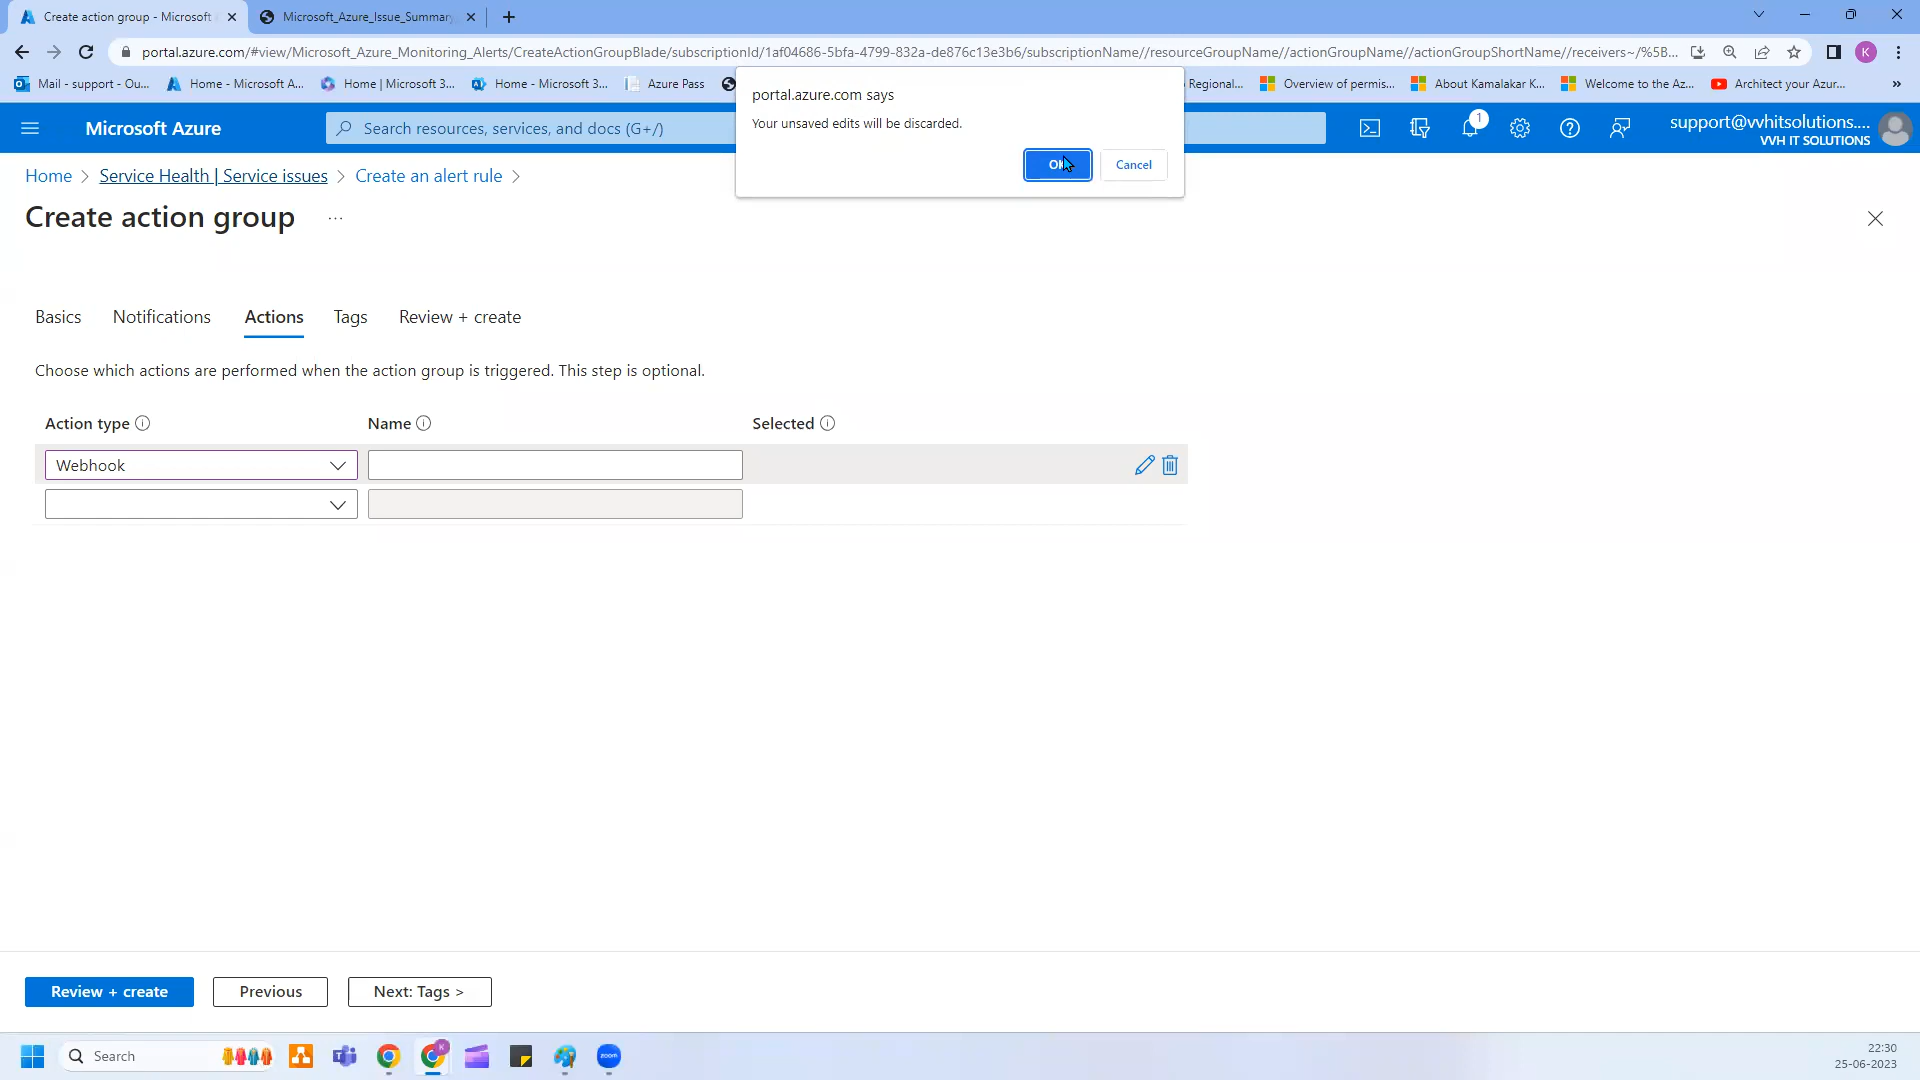 Create action group - Microsoft
Microsoft_Azure_Issue_Summary
portal.azure.com/#view/Microsoft_Azure_Monitoring_Alerts/CreateActionGroupBlade/subscriptionId/1af04686-5bfa-4799-832a-de876c13e3b6/subscriptionName//resourceGroupName//actionGroupName//actionGroupShortName//receivers~/%5B...
K
Mail - support - Ou...
Home - Microsoft A...
Home | Microsoft 3...
Home - Microsoft 3...
Azure Pass
Regional...
Overview of permis...
About Kamalakar K...
Welcome to the Az...
Architect your Azur...
»
portal.azure.com says
Your unsaved edits will be discarded.
OK
Cancel
Microsoft Azure
Search resources, services, and docs (G+/)
1
support@vvhitsolutions....
VVH IT SOLUTIONS
Home > Service Health | Service issues > Create an alert rule >
Create action group ...
Basics
Notifications
Actions
Tags
Review + create
Choose which actions are performed when the action group is triggered. This step is optional.
Action type
Name
Selected
Webhook
Review + create
Previous
Next: Tags >
Search
K
zoom
22:30
25-06-2023